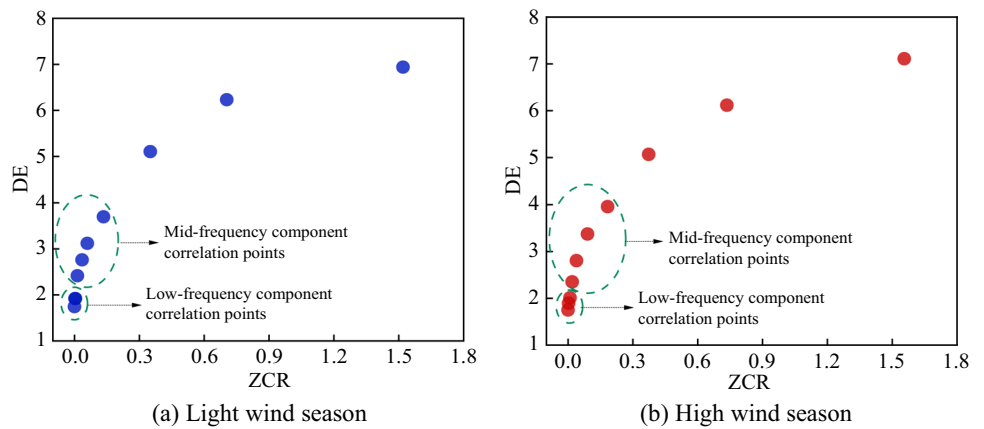 8
7
6
5
4
3
2
1
DE
Mid-frequency component
correlation points
Low-frequency component
correlation points
0.0 0.3 0.6 0.9 1.2 1.5 1.8
ZCR
(a) Light wind season
8
7
6
5
4
3
2
1
DE
Mid-frequency component
correlation points
Low-frequency component
correlation points
0.0 0.3 0.6 0.9 1.2 1.5 1.8
ZCR
(b) High wind season